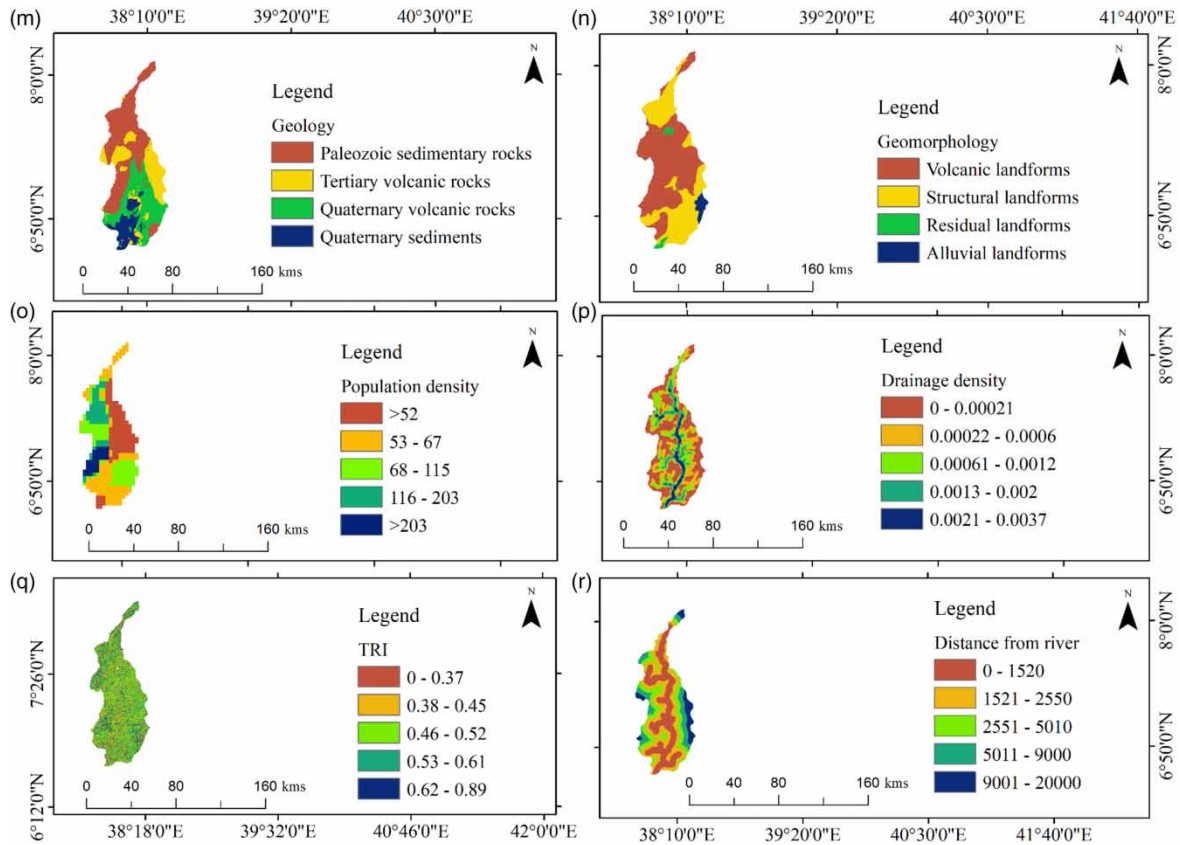 (m)
38°10'0"E 39°20'0"E 40°30'0"E
8°0'0"N
6°50'0"N
N
Legend
Geology
Paleozoic sedimentary rocks
Tertiary volcanic rocks
Quaternary volcanic rocks
Quaternary sediments
0 40 80 160 kms
(n)
38°10'0"E 39°20'0"E 40°30'0"E 41°40'0"E
8°0'0"N
6°50'0"N
N
Legend
Geomorphology
Volcanic landforms
Structural landforms
Residual landforms
Alluvial landforms
0 40 80 160 kms
(o)
8°0'0"N
6°50'0"N
N
Legend
Population density
>52
53 - 67
68 - 115
116 - 203
>203
0 40 80 160 kms
(p)
8°0'0"N
6°50'0"N
N
Legend
Drainage density
0 - 0.00021
0.00022 - 0.0006
0.00061 - 0.0012
0.0013 - 0.002
0.0021 - 0.0037
0 40 80 160 kms
(q)
7°26'0"N
6°12'0"N
N
Legend
TRI
0 - 0.37
0.38 - 0.45
0.46 - 0.52
0.53 - 0.61
0.62 - 0.89
0 40 80 160 kms
38°18'0"E 39°32'0"E 40°46'0"E 42°0'0"E
(r)
8°0'0"N
6°50'0"N
N
Legend
Distance from river
0 - 1520
1521 - 2550
2551 - 5010
5011 - 9000
9001 - 20000
0 40 80 160 kms
38°10'0"E 39°20'0"E 40°30'0"E 41°40'0"E